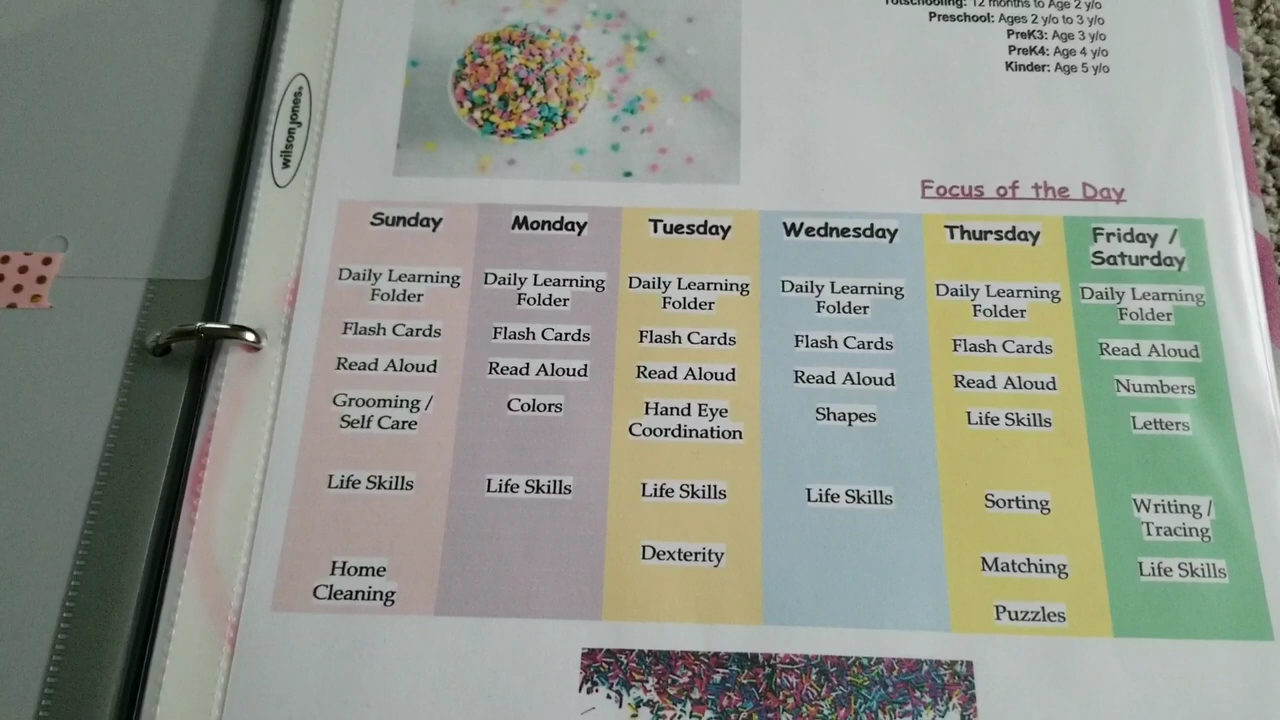 Totschooling: 12 months to Age 2 y/o
Preschool: Ages 2 y/o to 3 y/o
PreK3: Age 3 y/o
PreK4: Age 4 y/o
Kinder: Age 5 y/o
wilson jones
Focus of the Day
Sunday
Daily Learning
Folder
Flash Cards
Read Aloud
Grooming /
Self Care
Life Skills
Home
Cleaning
Monday
Daily Learning
Folder
Flash Cards
Read Aloud
Colors
Life Skills
Tuesday
Daily Learning
Folder
Flash Cards
Read Aloud
Hand Eye
Coordination
Life Skills
Dexterity
Wednesday
Daily Learning
Folder
Flash Cards
Read Aloud
Shapes
Life Skills
Thursday
Daily Learning
Folder
Flash Cards
Read Aloud
Life Skills
Sorting
Matching
Puzzles
Friday /
Saturday
Daily Learning
Folder
Read Aloud
Numbers
Letters
Writing /
Tracing
Life Skills